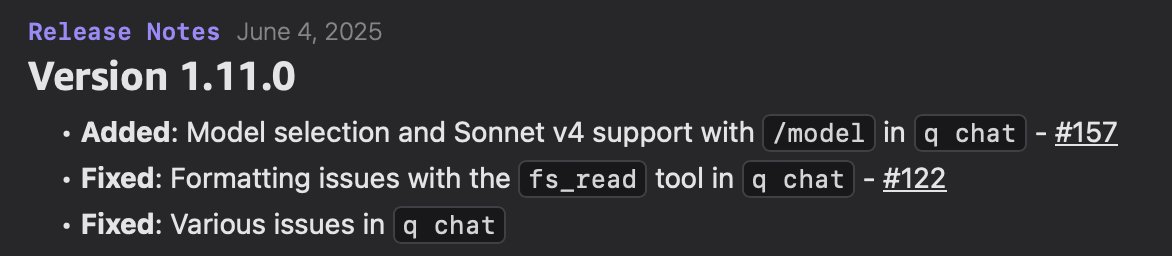 Release Notes June 4, 2025
Version 1.11.0
• Added: Model selection and Sonnet v4 support with /model in q chat - #157
• Fixed: Formatting issues with the fs_read tool in q chat - #122
• Fixed: Various issues in q chat